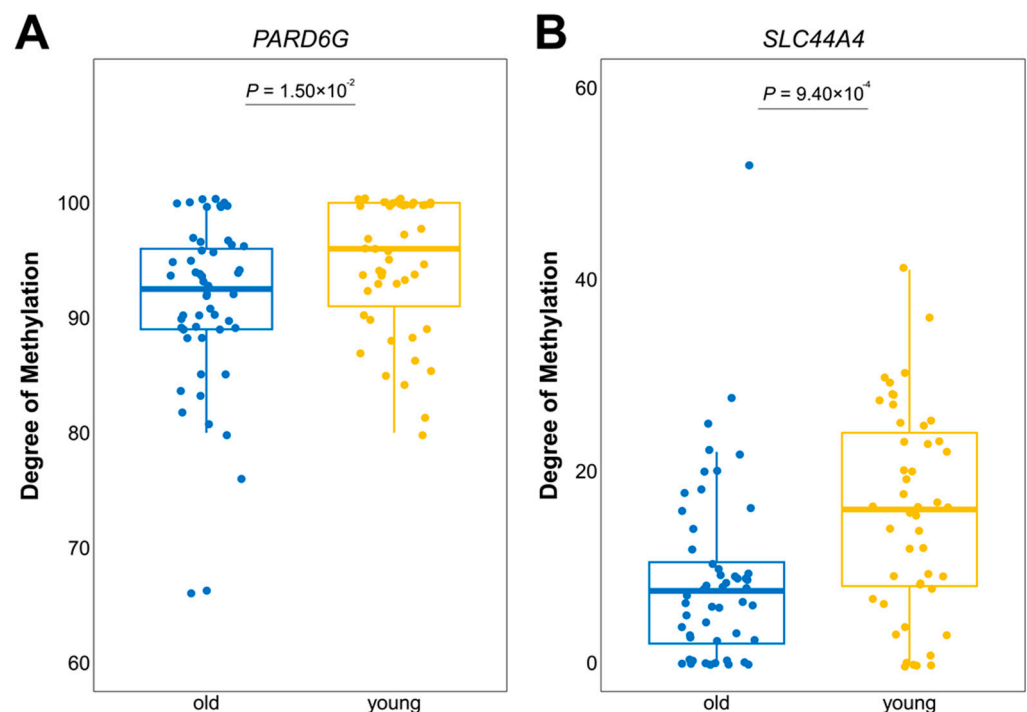 A
PARD6G
P = 1.50×10⁻²
Degree of Methylation
100
90
80
70
60
old young
B
SLC44A4
P = 9.40×10⁻⁴
Degree of Methylation
60
40
20
0
old young